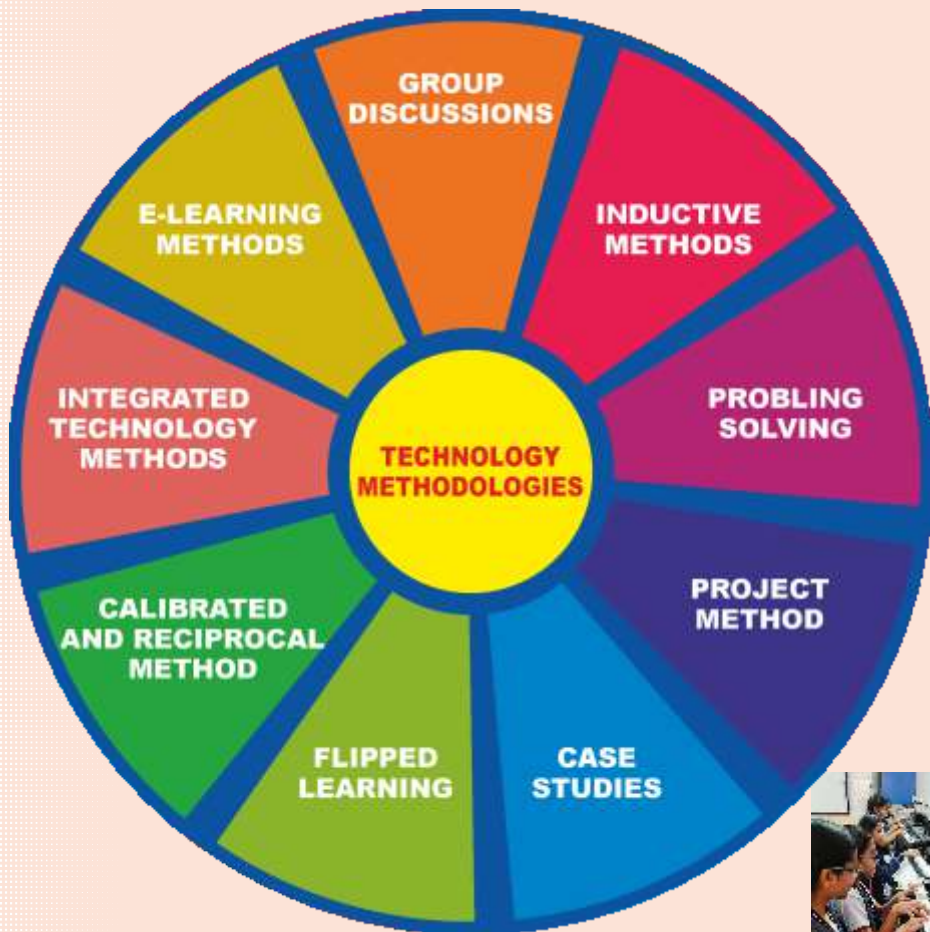 GROUP
DISCUSSIONS
INDUCTIVE
METHODS
PROBLING
SOLVING
PROJECT
METHOD
CASE
STUDIES
FLIPPED
LEARNING
CALIBRATED
AND RECIPROCAL
METHOD
INTEGRATED
TECHNOLOGY
METHODS
E-LEARNING
METHODS
TECHNOLOGY
METHODOLOGIES